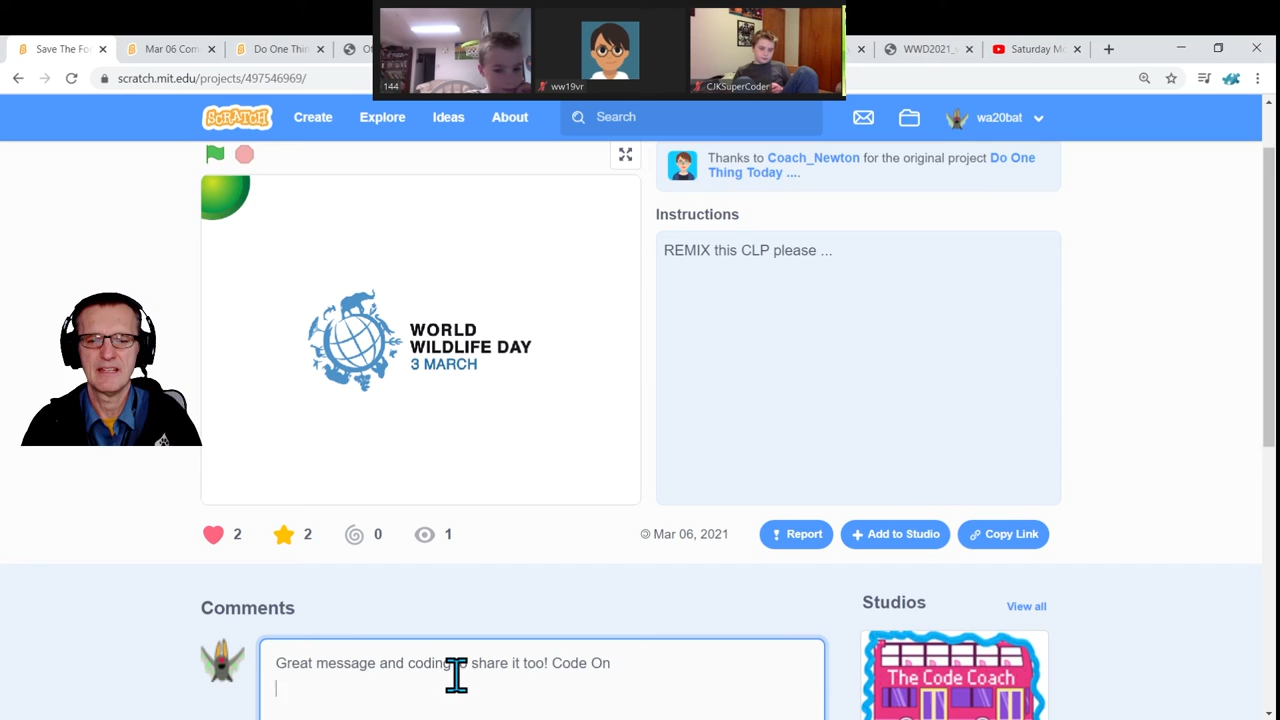 Save The Fo
Mar 06 Com
Do One Thin
WWD2021_
Saturday Mo
scratch.mit.edu/projects/497546969/
144
ww19vr
CJKSuperCoder
SCRATCH
Create
Explore
Ideas
About
Search
wa20bat
Thanks to Coach_Newton for the original project Do One
Thing Today ....
Instructions
REMIX this CLP please ...
WORLD
WILDLIFE DAY
3 MARCH
2
2
0
1
Mar 06, 2021
Report
Add to Studio
Copy Link
Comments
Great message and coding to share it too! Code On
Studios
View all
The Code Coach